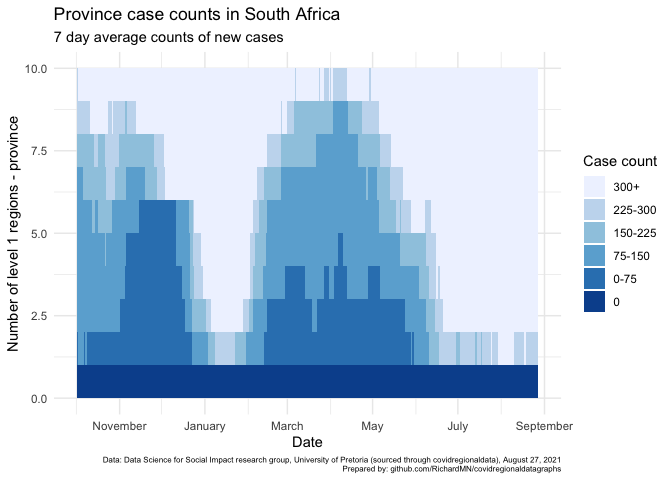 Province case counts in South Africa
7 day average counts of new cases
Number of level 1 regions - province
10.0
7.5
5.0
2.5
0.0
November
January
March
May
July
September
Date
Case count
300+
225-300
150-225
75-150
0-75
0
Data: Data Science for Social Impact research group, University of Pretoria (sourced through covidregionaldata), August 27, 2021
Prepared by: github.com/RichardMN/covidregionaldatagraphs